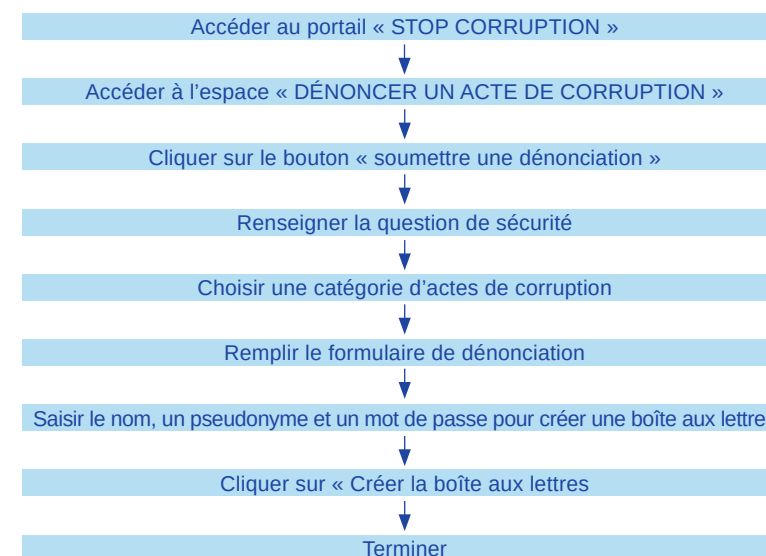 Accéder au portail « STOP CORRUPTION »
Accéder à l’espace « DÉNONCER UN ACTE DE CORRUPTION »
Cliquer sur le bouton « soumettre une dénonciation »
Renseigner la question de sécurité
Choisir une catégorie d’actes de corruption
Remplir le formulaire de dénonciation
Saisir le nom, un pseudonyme et un mot de passe pour créer une boîte aux lettre
Cliquer sur « Créer la boîte aux lettres
Terminer